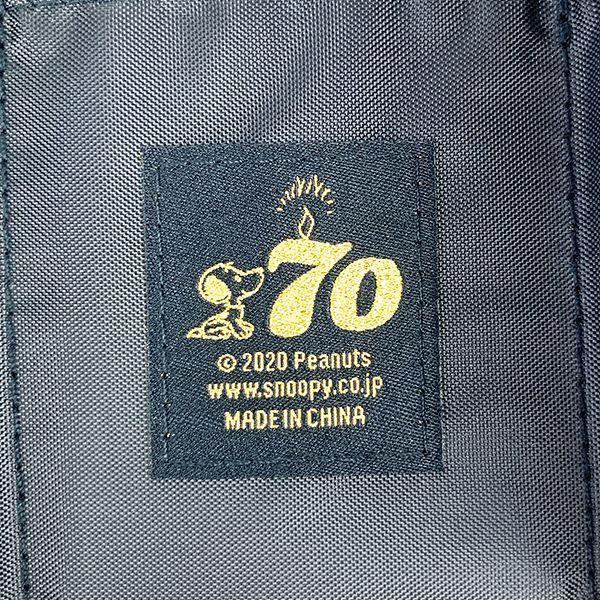 70
© 2020 Peanuts
www.snoopy.co.jp
MADE IN CHINA